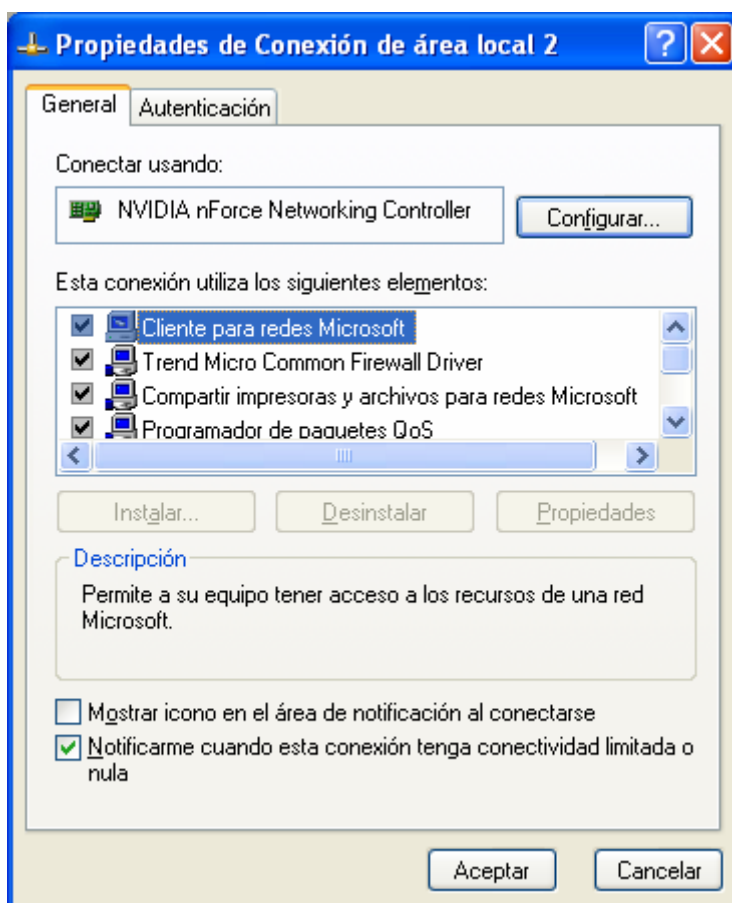 Propiedades de Conexión de área local 2
General
Autenticación
Conectar usando:
NVIDIA nForce Networking Controller
Configurar...
Esta conexión utiliza los siguientes elementos:
Cliente para redes Microsoft
Trend Micro Common Firewall Driver
Compartir impresoras y archivos para redes Microsoft
Programador de paquetes QoS
Instalar...
Desinstalar
Propiedades
Descripción
Permite a su equipo tener acceso a los recursos de una red
Microsoft.
Mostrar icono en el área de notificación al conectarse
Notificarme cuando esta conexión tenga conectividad limitada o
nula
Aceptar
Cancelar